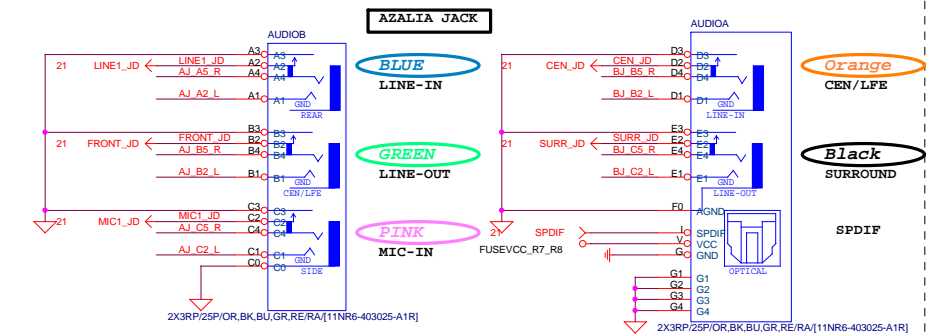 AZALIA JACK
AUDIOB
A3 A3
21 LINE1_JD LINE1_JD A2 A2
AJ_A5_R A4 A4
AJ_A2_L A1 A1
GND
REAR
BLUE
LINE-IN
B3 B3
21 FRONT_JD FRONT_JD B2 B2
AJ_B5_R B4 B4
AJ_B2_L B1 B1
GND
CEN/LFE
GREEN
LINE-OUT
C3 C3
21 MIC1_JD MIC1_JD C2 C2
AJ_C5_R C4 C4
AJ_C2_L C1 C1
GND
C0 C0
SIDE
PINK
MIC-IN
2X3RP/25P/OR,BK,BU,GR,RE/RA/[11NR6-403025-A1R]
AUDIOA
D3 D3
21 CEN_JD CEN_JD D2 D2
BJ_B5_R D4 D4
BJ_B2_L D1 D1
GND
LINE-IN
Orange
CEN/LFE
E3 E3
21 SURR_JD SURR_JD E2 E2
BJ_C5_R E4 E4
BJ_C2_L E1 E1
GND
LINE-OUT
Black
SURROUND
F0 AGND
21 SPDIF I SPDIF
FUSEVCC_R7_R8 V VCC
G GND
OPTICAL
SPDIF
G1 G1
G2 G2
G3 G3
G4 G4
2X3RP/25P/OR,BK,BU,GR,RE/RA/[11NR6-403025-A1R]